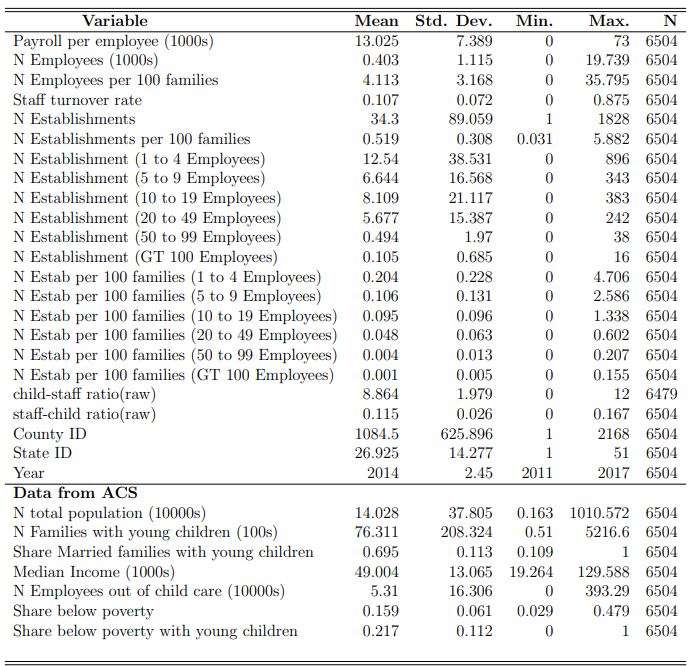 Variable Mean Std. Dev. Min. Max. N
Payroll per employee (1000s) 13.025 7.389 0 73 6504
N Employees (1000s) 0.403 1.115 0 19.739 6504
N Employees per 100 families 4.113 3.168 0 35.795 6504
Staff turnover rate 0.107 0.072 0 0.875 6504
N Establishments 34.3 89.059 1 1828 6504
N Establishments per 100 families 0.519 0.308 0.031 5.882 6504
N Establishment (1 to 4 Employees) 12.54 38.531 0 896 6504
N Establishment (5 to 9 Employees) 6.644 16.568 0 343 6504
N Establishment (10 to 19 Employees) 8.109 21.117 0 383 6504
N Establishment (20 to 49 Employees) 5.677 15.387 0 242 6504
N Establishment (50 to 99 Employees) 0.494 1.97 0 38 6504
N Establishment (GT 100 Employees) 0.105 0.685 0 16 6504
N Estab per 100 families (1 to 4 Employees) 0.204 0.228 0 4.706 6504
N Estab per 100 families (5 to 9 Employees) 0.106 0.131 0 2.586 6504
N Estab per 100 families (10 to 19 Employees) 0.095 0.096 0 1.338 6504
N Estab per 100 families (20 to 49 Employees) 0.048 0.063 0 0.602 6504
N Estab per 100 families (50 to 99 Employees) 0.004 0.013 0 0.207 6504
N Estab per 100 families (GT 100 Employees) 0.001 0.005 0 0.155 6504
child-staff ratio(raw) 8.864 1.979 0 12 6479
staff-child ratio(raw) 0.115 0.026 0 0.167 6504
County ID 1084.5 625.896 1 2168 6504
State ID 26.925 14.277 1 51 6504
Year 2014 2.45 2011 2017 6504
Data from ACS
N total population (10000s) 14.028 37.805 0.163 1010.572 6504
N Families with young children (100s) 76.311 208.324 0.51 5216.6 6504
Share Married families with young children 0.695 0.113 0.109 1 6504
Median Income (1000s) 49.004 13.065 19.264 129.588 6504
N Employees out of child care (10000s) 5.31 16.306 0 393.29 6504
Share below poverty 0.159 0.061 0.029 0.479 6504
Share below poverty with young children 0.217 0.112 0 1 6504